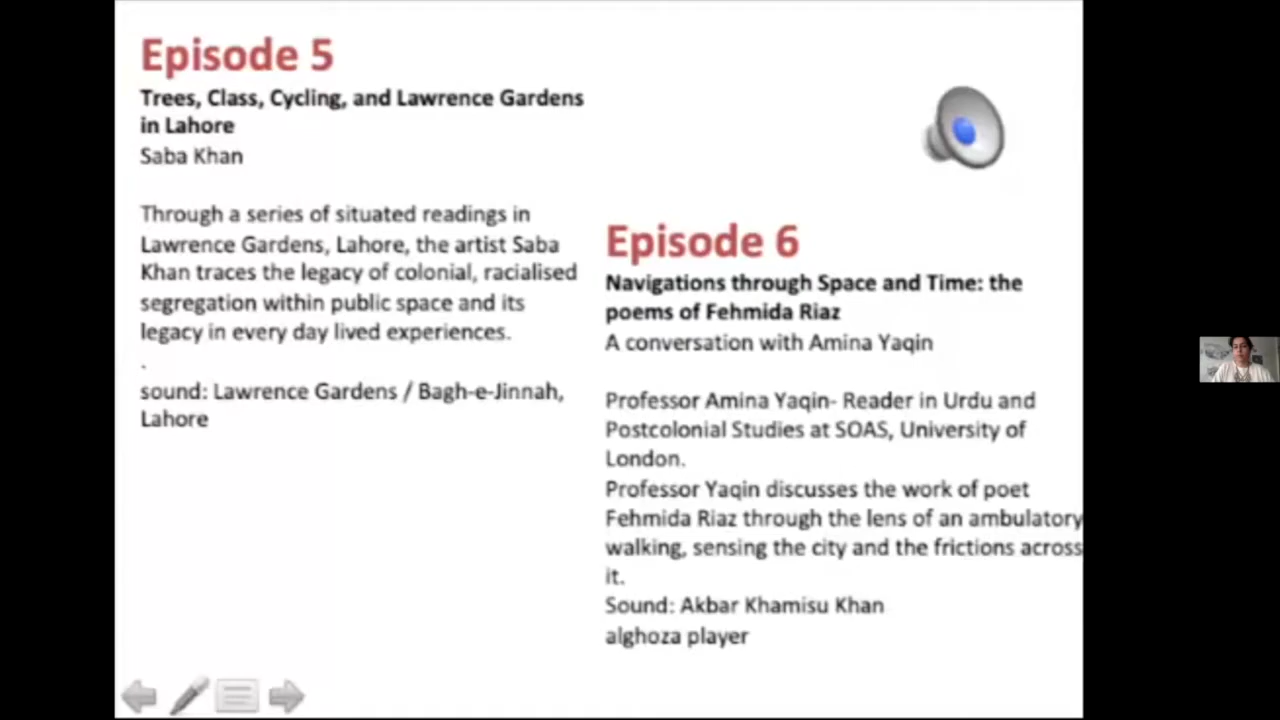 Episode 5
Trees, Class, Cycling, and Lawrence Gardens
in Lahore
Saba Khan
Through a series of situated readings in
Lawrence Gardens, Lahore, the artist Saba
Khan traces the legacy of colonial, racialised
segregation within public space and its
legacy in every day lived experiences.
.
sound: Lawrence Gardens / Bagh-e-Jinnah,
Lahore
Episode 6
Navigations through Space and Time: the
poems of Fehmida Riaz
A conversation with Amina Yaqin
Professor Amina Yaqin- Reader in Urdu and
Postcolonial Studies at SOAS, University of
London.
Professor Yaqin discusses the work of poet
Fehmida Riaz through the lens of an ambulatory
walking, sensing the city and the frictions across
it.
Sound: Akbar Khamisu Khan
alghoza player